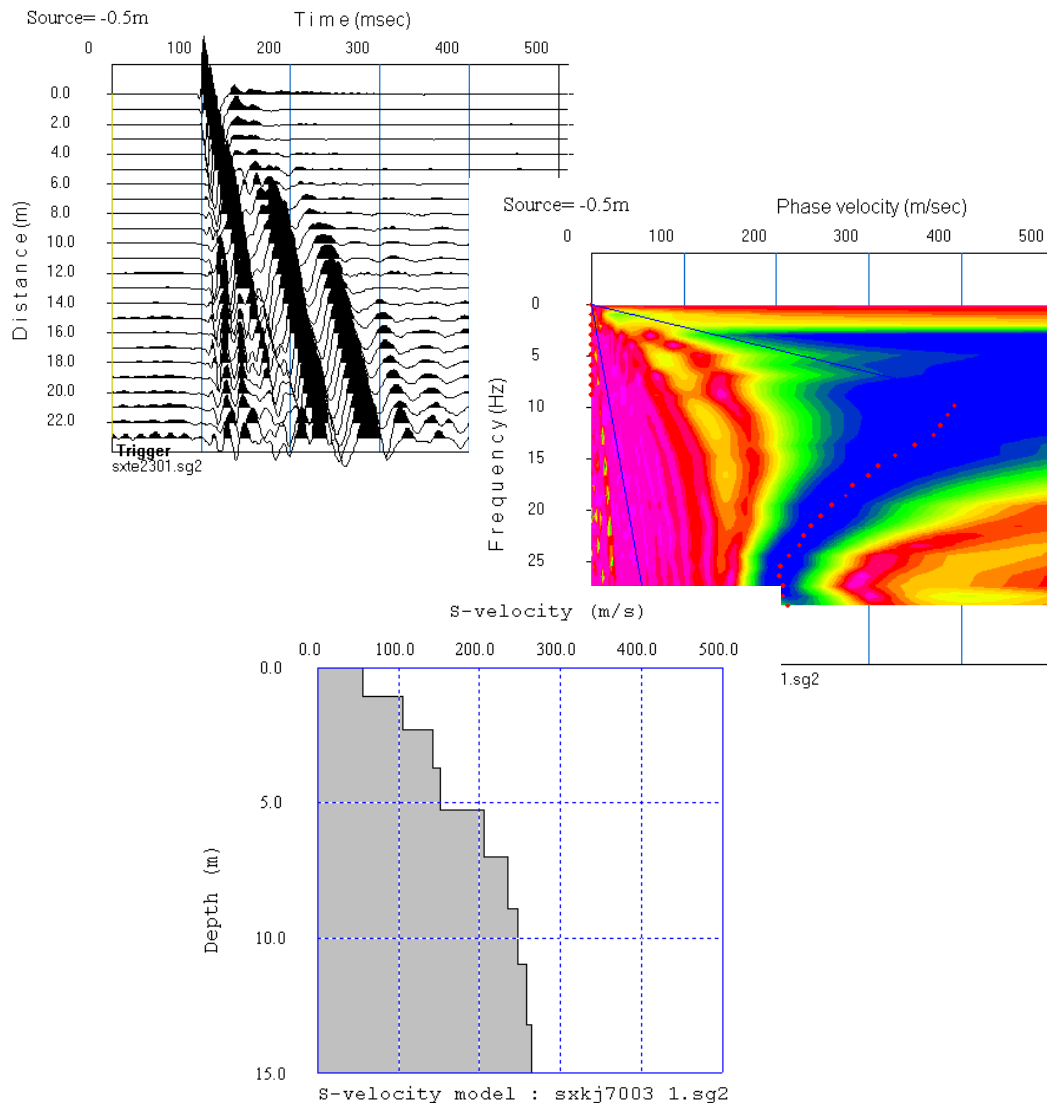 Source= -0.5m
Time (msec)
0 100 200 300 400 500
Distance (m)
0.0
2.0
4.0
6.0
8.0
10.0
12.0
14.0
16.0
18.0
20.0
22.0
Trigger
sxte2301.sg2
Source= -0.5m
Phase velocity (m/sec)
0 100 200 300 400 500
Frequency (Hz)
0
5
10
15
20
25
1.sg2
S-velocity (m/s)
0.0 100.0 200.0 300.0 400.0 500.0
Depth (m)
0.0
5.0
10.0
15.0
S-velocity model : sxkj7003 1.sg2